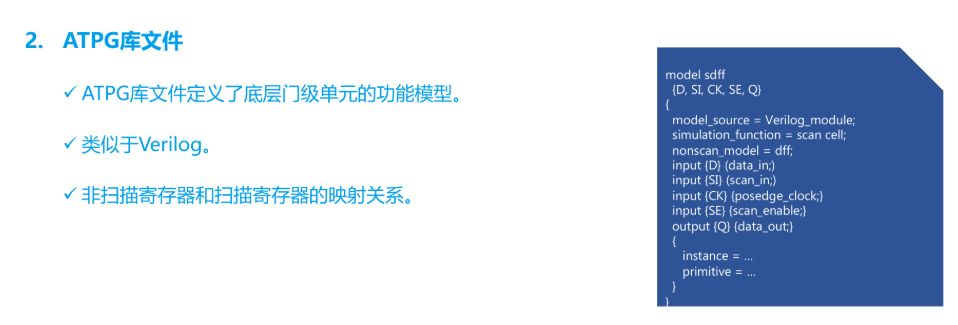 2. ATPG库文件
✓ ATPG库文件定义了底层门级单元的功能模型。
✓ 类似于Verilog。
✓ 非扫描寄存器和扫描寄存器的映射关系。
model sdff
{D, SI, CK, SE, Q}
{
model_source = Verilog_module;
simulation_function = scan cell;
nonscan_model = dff;
input {D} (data_in;)
input {SI} (scan_in;)
input {CK} {posedge_clock;}
input {SE} {scan_enable;}
output {Q} {data_out;}
{
instance = ...
primitive = ...
}
}